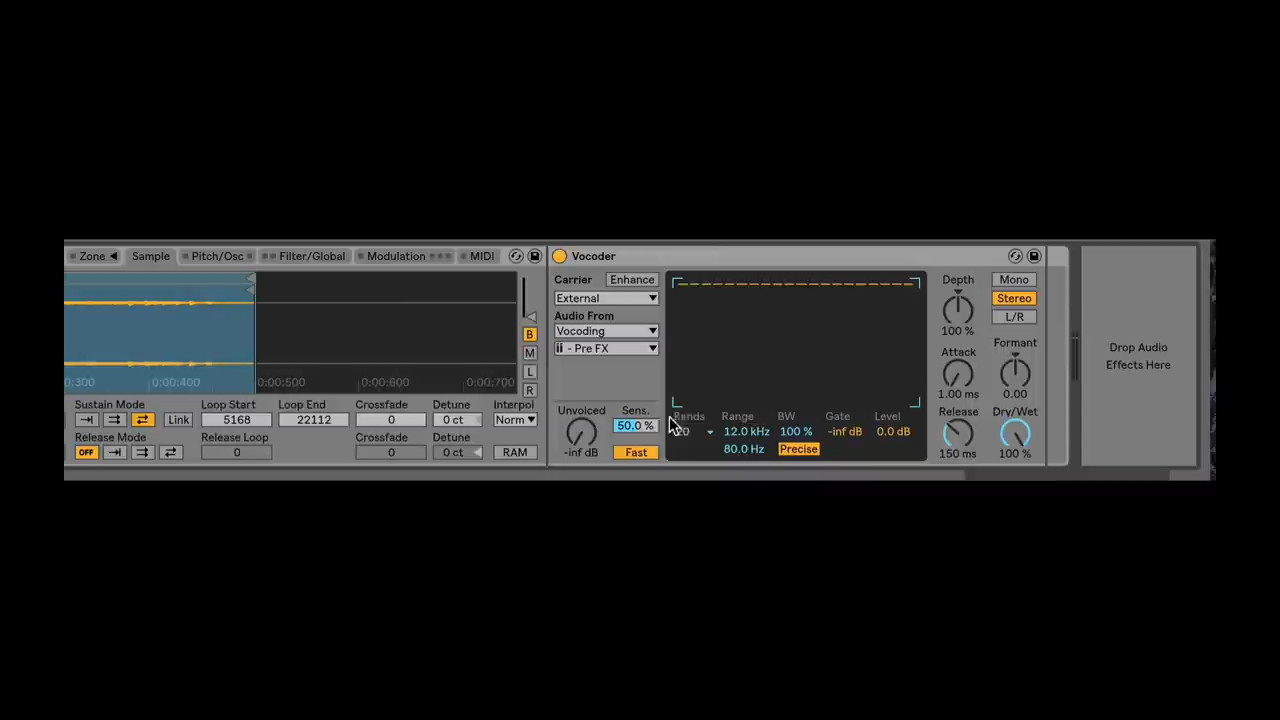 Zone Sample Pitch/Osc Filter/Global Modulation MIDI
B
M
L
R
0:300 0:00:400 0:00:500 0:00:600 0:00:700
Sustain Mode Loop Start Loop End Crossfade Detune Interpol
Link 5168 22112 0 0 ct Norm
Release Mode Release Loop Crossfade Detune
OFF 0 0 0 ct RAM
Vocoder
Carrier Enhance
External
Audio From
Vocoding
- Pre FX
Unvoiced Sens.
50.0 %
-inf dB Fast
Bands Range BW Gate Level
20 12.0 kHz 100 % -inf dB 0.0 dB
80.0 Hz Precise
Depth
100 %
Attack
1.00 ms
Release
150 ms
Mono
Stereo
L/R
Formant
0.00
Dry/Wet
100 %
Drop Audio
Effects Here